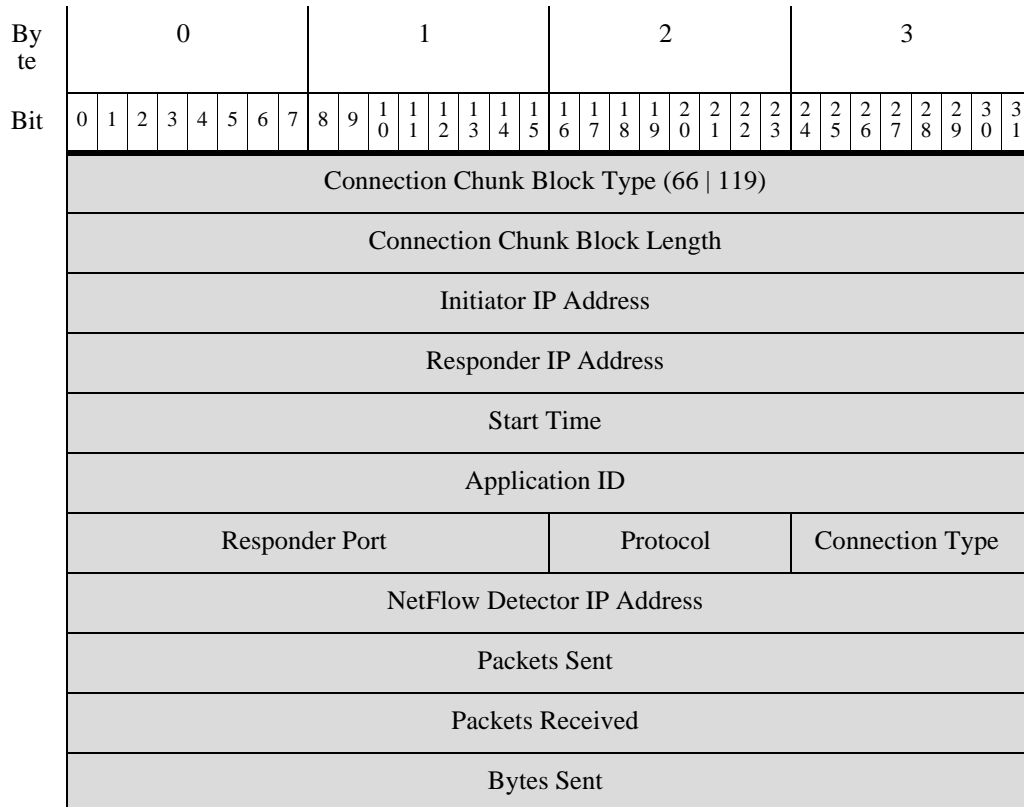 Byte 0 1 2 3
Bit 0 1 2 3 4 5 6 7 8 9 10 11 12 13 14 15 16 17 18 19 20 21 22 23 24 25 26 27 28 29 30 31
Connection Chunk Block Type (66 | 119)
Connection Chunk Block Length
Initiator IP Address
Responder IP Address
Start Time
Application ID
Responder Port Protocol Connection Type
NetFlow Detector IP Address
Packets Sent
Packets Received
Bytes Sent